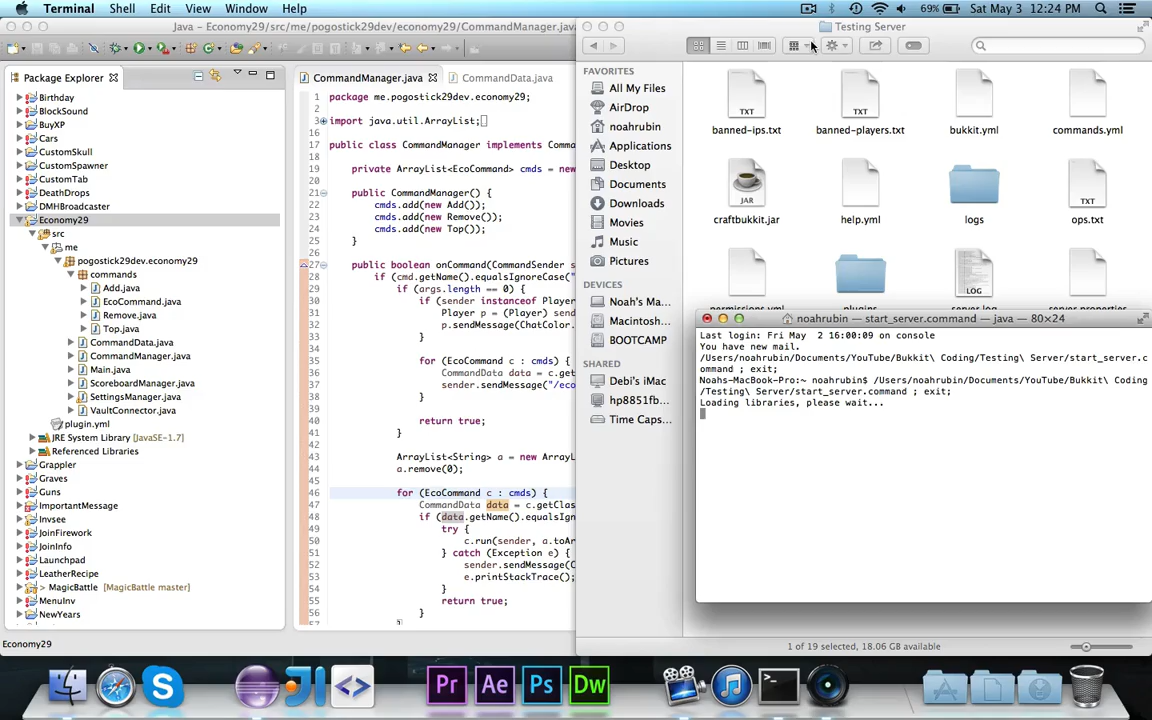 Terminal Shell Edit View Window Help 69% Sat May 3 12:24 PM
Java – Economy29/src/me/pogostick29dev/economy29/CommandManager.java
Package Explorer
Birthday
BlockSound
BuyXP
Cars
CustomSkull
CustomSpawner
CustomTab
DeathDrops
DMHBroadcaster
Economy29
src
me
pogostick29dev.economy29
commands
Add.java
EcoCommand.java
Remove.java
Top.java
CommandData.java
CommandManager.java
Main.java
ScoreboardManager.java
SettingsManager.java
VaultConnector.java
plugin.yml
JRE System Library [JavaSE-1.7]
Referenced Libraries
Grappler
Graves
Guns
ImportantMessage
Invsee
JoinFirework
JoinInfo
Launchpad
LeatherRecipe
> MagicBattle [MagicBattle master]
MenuInv
NewYears
Economy29
CommandManager.java CommandData.java
1 package me.pogostick29dev.economy29;
2
3 import java.util.ArrayList;
16
17 public class CommandManager implements Comma
18
19 private ArrayList<EcoCommand> cmds = new
20
21 public CommandManager() {
22 cmds.add(new Add());
23 cmds.add(new Remove());
24 cmds.add(new Top());
25 }
26
27 public boolean onCommand(CommandSender s
28 if (cmd.getName().equalsIgnoreCase("
29 if (args.length == 0) {
30 if (sender instanceof Player
31 Player p = (Player) send
32 p.sendMessage(ChatColor.
33 }
34
35 for (EcoCommand c : cmds) {
36 CommandData data = c.get
37 sender.sendMessage("/eco
38 }
39
40 return true;
41 }
42
43 ArrayList<String> a = new ArrayL
44 a.remove(0);
45
46 for (EcoCommand c : cmds) {
47 CommandData data = c.getClas
48 if (data.getName().equalsIgn
49 try {
50 c.run(sender, a.toAr
51 } catch (Exception e) {
52 sender.sendMessage(C
53 e.printStackTrace();
54 }
55 return true;
56 }
57 }
Testing Server
FAVORITES
All My Files
AirDrop
noahrubin
Applications
Desktop
Documents
Downloads
Movies
Music
Pictures
DEVICES
Noah's Ma...
Macintosh...
BOOTCAMP
SHARED
Debi's iMac
hp8851fb...
Time Caps...
TXT TXT
banned-ips.txt banned-players.txt bukkit.yml commands.yml
JAR TXT
craftbukkit.jar help.yml logs ops.txt
LOG
permissions.yml plugins server.log server.properties
noahrubin — start_server.command — java — 80×24
Last login: Fri May 2 16:00:09 on console
You have new mail.
/Users/noahrubin/Documents/YouTube/Bukkit\ Coding/Testing\ Server/start_server.c
ommand ; exit;
Noahs-MacBook-Pro:~ noahrubin$ /Users/noahrubin/Documents/YouTube/Bukkit\ Coding
/Testing\ Server/start_server.command ; exit;
Loading libraries, please wait...
1 of 19 selected, 18.06 GB available
Pr Ae Ps Dw